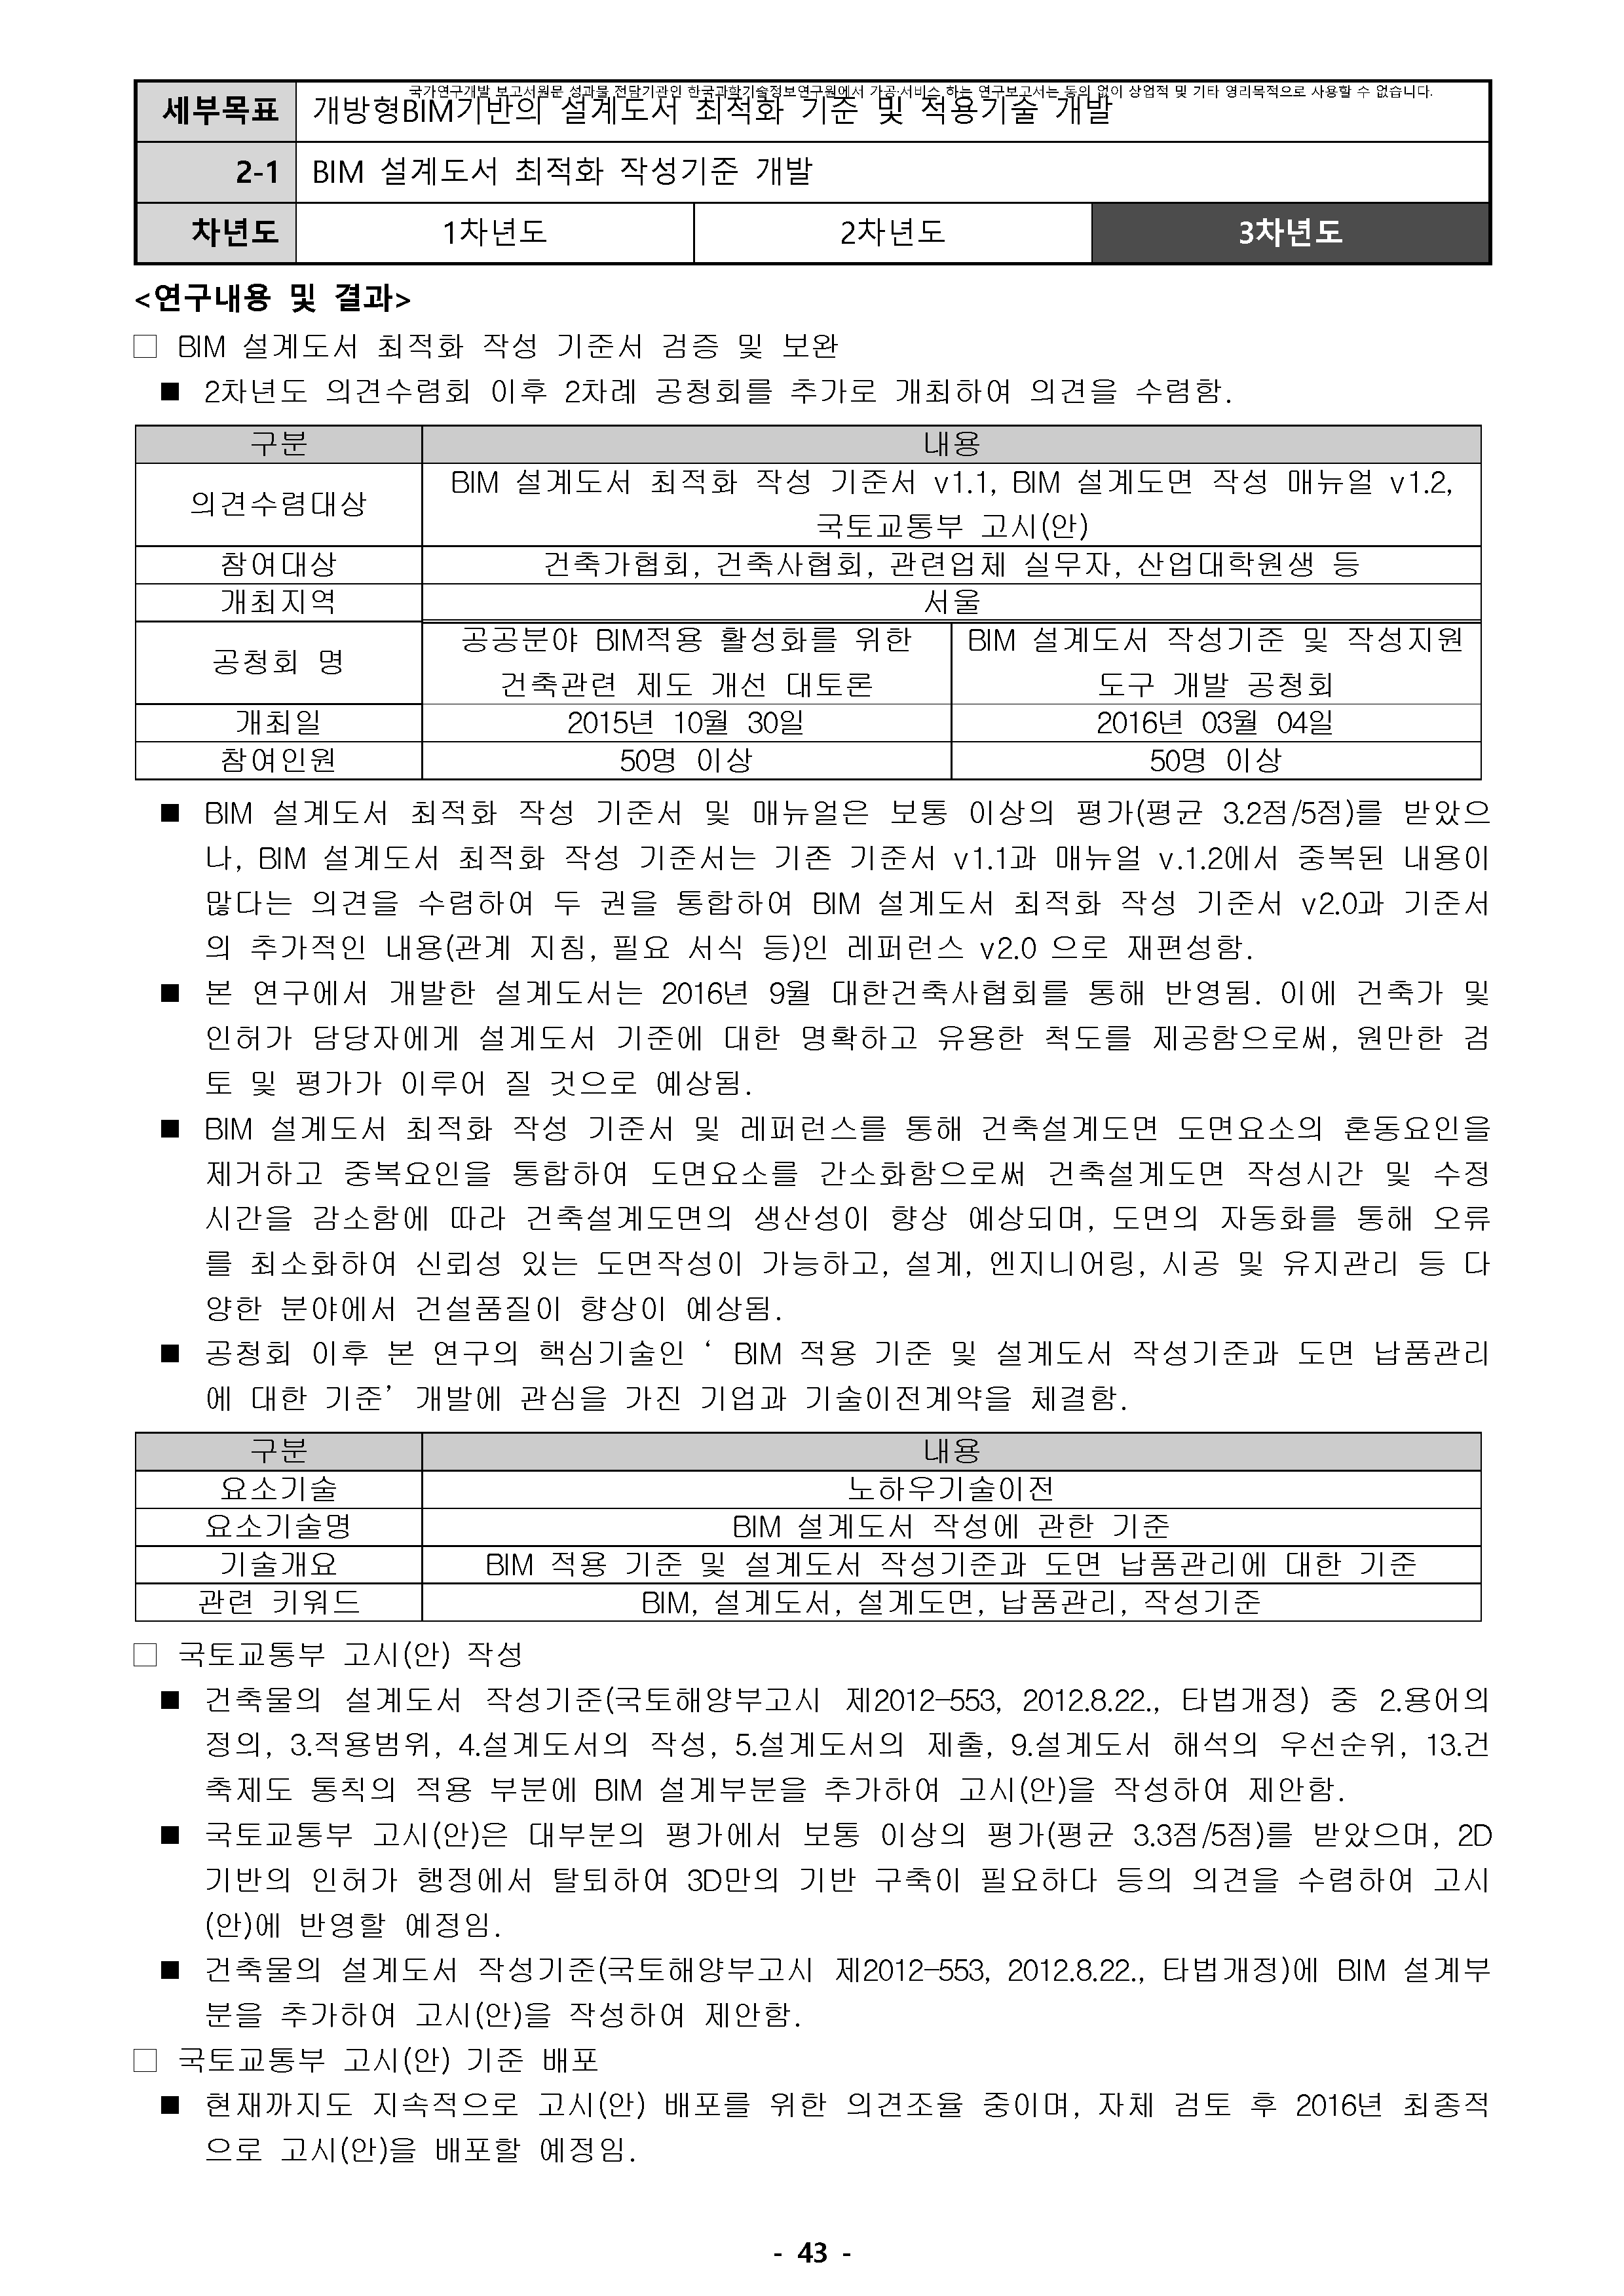 국가연구개발 보고서원문 성과물 전담기관인 한국과학기술정보연구원에서 가공·서비스 하는 연구보고서는 동의 없이 상업적 및 기타 영리목적으로 사용할 수 없습니다.
세부목표 개방형BIM기반의 설계도서 최적화 기준 및 적용기술 개발
2-1 BIM 설계도서 최적화 작성기준 개발
차년도 1차년도 2차년도 3차년도
<연구내용 및 결과>
□ BIM 설계도서 최적화 작성 기준서 검증 및 보완
■ 2차년도 의견수렴회 이후 2차례 공청회를 추가로 개최하여 의견을 수렴함.
구분 내용
의견수렴대상 BIM 설계도서 최적화 작성 기준서 v1.1, BIM 설계도면 작성 매뉴얼 v1.2,
국토교통부 고시(안)
참여대상 건축가협회, 건축사협회, 관련업체 실무자, 산업대학원생 등
개최지역 서울
공청회 명 공공분야 BIM적용 활성화를 위한 BIM 설계도서 작성기준 및 작성지원
건축관련 제도 개선 대토론 도구 개발 공청회
개최일 2015년 10월 30일 2016년 03월 04일
참여인원 50명 이상 50명 이상
■ BIM 설계도서 최적화 작성 기준서 및 매뉴얼은 보통 이상의 평가(평균 3.2점/5점)를 받았으
나, BIM 설계도서 최적화 작성 기준서는 기존 기준서 v1.1과 매뉴얼 v.1.2에서 중복된 내용이
많다는 의견을 수렴하여 두 권을 통합하여 BIM 설계도서 최적화 작성 기준서 v2.0과 기준서
의 추가적인 내용(관계 지침, 필요 서식 등)인 레퍼런스 v2.0 으로 재편성함.
■ 본 연구에서 개발한 설계도서는 2016년 9월 대한건축사협회를 통해 반영됨. 이에 건축가 및
인허가 담당자에게 설계도서 기준에 대한 명확하고 유용한 척도를 제공함으로써, 원만한 검
토 및 평가가 이루어 질 것으로 예상됨.
■ BIM 설계도서 최적화 작성 기준서 및 레퍼런스를 통해 건축설계도면 도면요소의 혼동요인을
제거하고 중복요인을 통합하여 도면요소를 간소화함으로써 건축설계도면 작성시간 및 수정
시간을 감소함에 따라 건축설계도면의 생산성이 향상 예상되며, 도면의 자동화를 통해 오류
를 최소화하여 신뢰성 있는 도면작성이 가능하고, 설계, 엔지니어링, 시공 및 유지관리 등 다
양한 분야에서 건설품질이 향상이 예상됨.
■ 공청회 이후 본 연구의 핵심기술인 ‘ BIM 적용 기준 및 설계도서 작성기준과 도면 납품관리
에 대한 기준’ 개발에 관심을 가진 기업과 기술이전계약을 체결함.
구분 내용
요소기술 노하우기술이전
요소기술명 BIM 설계도서 작성에 관한 기준
기술개요 BIM 적용 기준 및 설계도서 작성기준과 도면 납품관리에 대한 기준
관련 키워드 BIM, 설계도서, 설계도면, 납품관리, 작성기준
□ 국토교통부 고시(안) 작성
■ 건축물의 설계도서 작성기준(국토해양부고시 제2012-553, 2012.8.22., 타법개정) 중 2.용어의
정의, 3.적용범위, 4.설계도서의 작성, 5.설계도서의 제출, 9.설계도서 해석의 우선순위, 13.건
축제도 통칙의 적용 부분에 BIM 설계부분을 추가하여 고시(안)을 작성하여 제안함.
■ 국토교통부 고시(안)은 대부분의 평가에서 보통 이상의 평가(평균 3.3점/5점)를 받았으며, 2D
기반의 인허가 행정에서 탈퇴하여 3D만의 기반 구축이 필요하다 등의 의견을 수렴하여 고시
(안)에 반영할 예정임.
■ 건축물의 설계도서 작성기준(국토해양부고시 제2012-553, 2012.8.22., 타법개정)에 BIM 설계부
분을 추가하여 고시(안)을 작성하여 제안함.
□ 국토교통부 고시(안) 기준 배포
■ 현재까지도 지속적으로 고시(안) 배포를 위한 의견조율 중이며, 자체 검토 후 2016년 최종적
으로 고시(안)을 배포할 예정임.
- 43 -